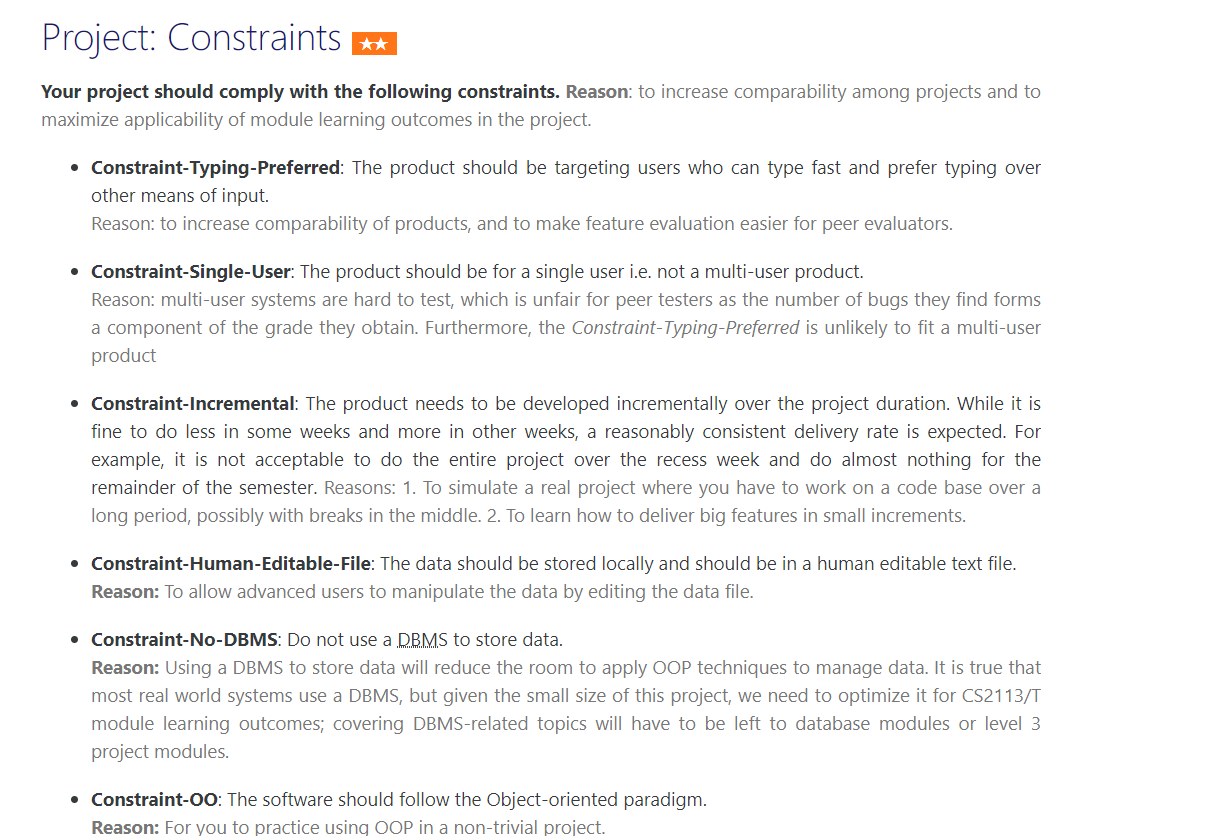 Project: Constraints ★★
Your project should comply with the following constraints. Reason: to increase comparability among projects and to
maximize applicability of module learning outcomes in the project.
• Constraint-Typing-Preferred: The product should be targeting users who can type fast and prefer typing over
other means of input.
Reason: to increase comparability of products, and to make feature evaluation easier for peer evaluators.
• Constraint-Single-User: The product should be for a single user i.e. not a multi-user product.
Reason: multi-user systems are hard to test, which is unfair for peer testers as the number of bugs they find forms
a component of the grade they obtain. Furthermore, the Constraint-Typing-Preferred is unlikely to fit a multi-user
product
• Constraint-Incremental: The product needs to be developed incrementally over the project duration. While it is
fine to do less in some weeks and more in other weeks, a reasonably consistent delivery rate is expected. For
example, it is not acceptable to do the entire project over the recess week and do almost nothing for the
remainder of the semester. Reasons: 1. To simulate a real project where you have to work on a code base over a
long period, possibly with breaks in the middle. 2. To learn how to deliver big features in small increments.
• Constraint-Human-Editable-File: The data should be stored locally and should be in a human editable text file.
Reason: To allow advanced users to manipulate the data by editing the data file.
• Constraint-No-DBMS: Do not use a DBMS to store data.
Reason: Using a DBMS to store data will reduce the room to apply OOP techniques to manage data. It is true that
most real world systems use a DBMS, but given the small size of this project, we need to optimize it for CS2113/T
module learning outcomes; covering DBMS-related topics will have to be left to database modules or level 3
project modules.
• Constraint-OO: The software should follow the Object-oriented paradigm.
Reason: For you to practice using OOP in a non-trivial project.